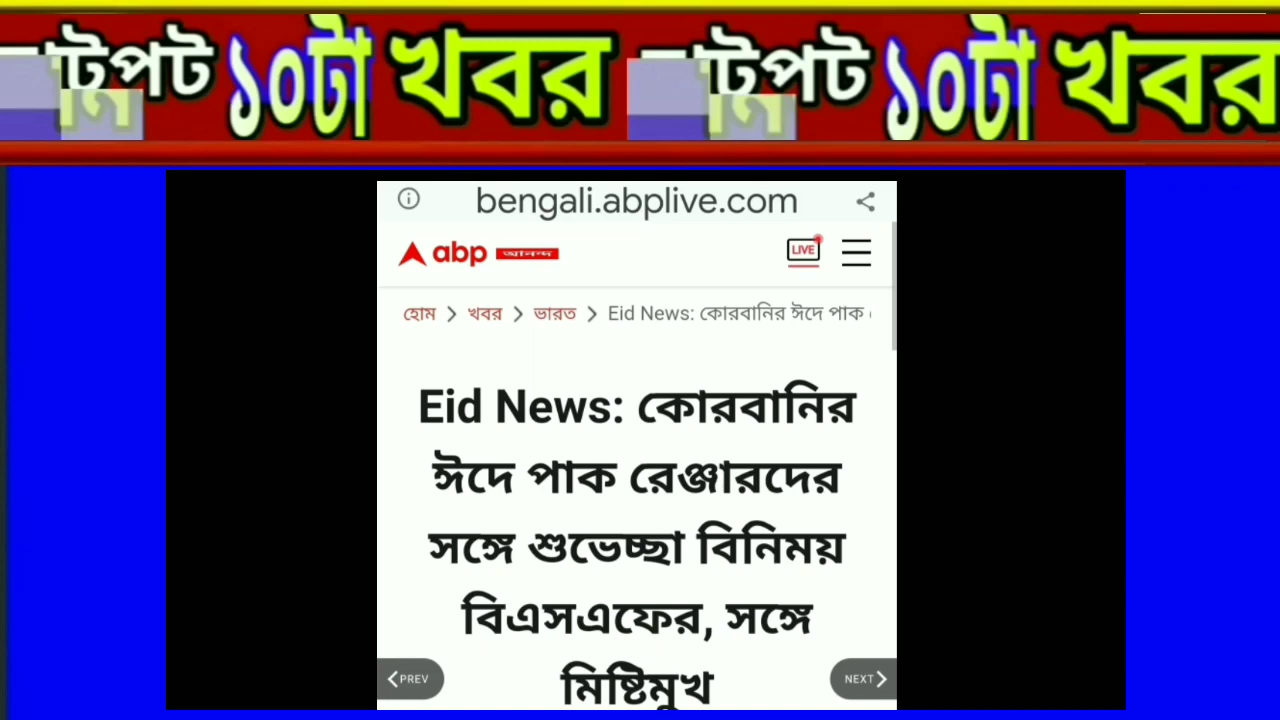 টপট ১০টা খবর টপট ১০টা খবর
bengali.abplive.com
abp আনন্দ LIVE
হোম > খবর > ভারত > Eid News: কোরবানির ঈদে পাক
Eid News: কোরবানির
ঈদে পাক রেঞ্জারদের
সঙ্গে শুভেচ্ছা বিনিময়
বিএসএফের, সঙ্গে
মিষ্টিমুখ
PREV NEXT